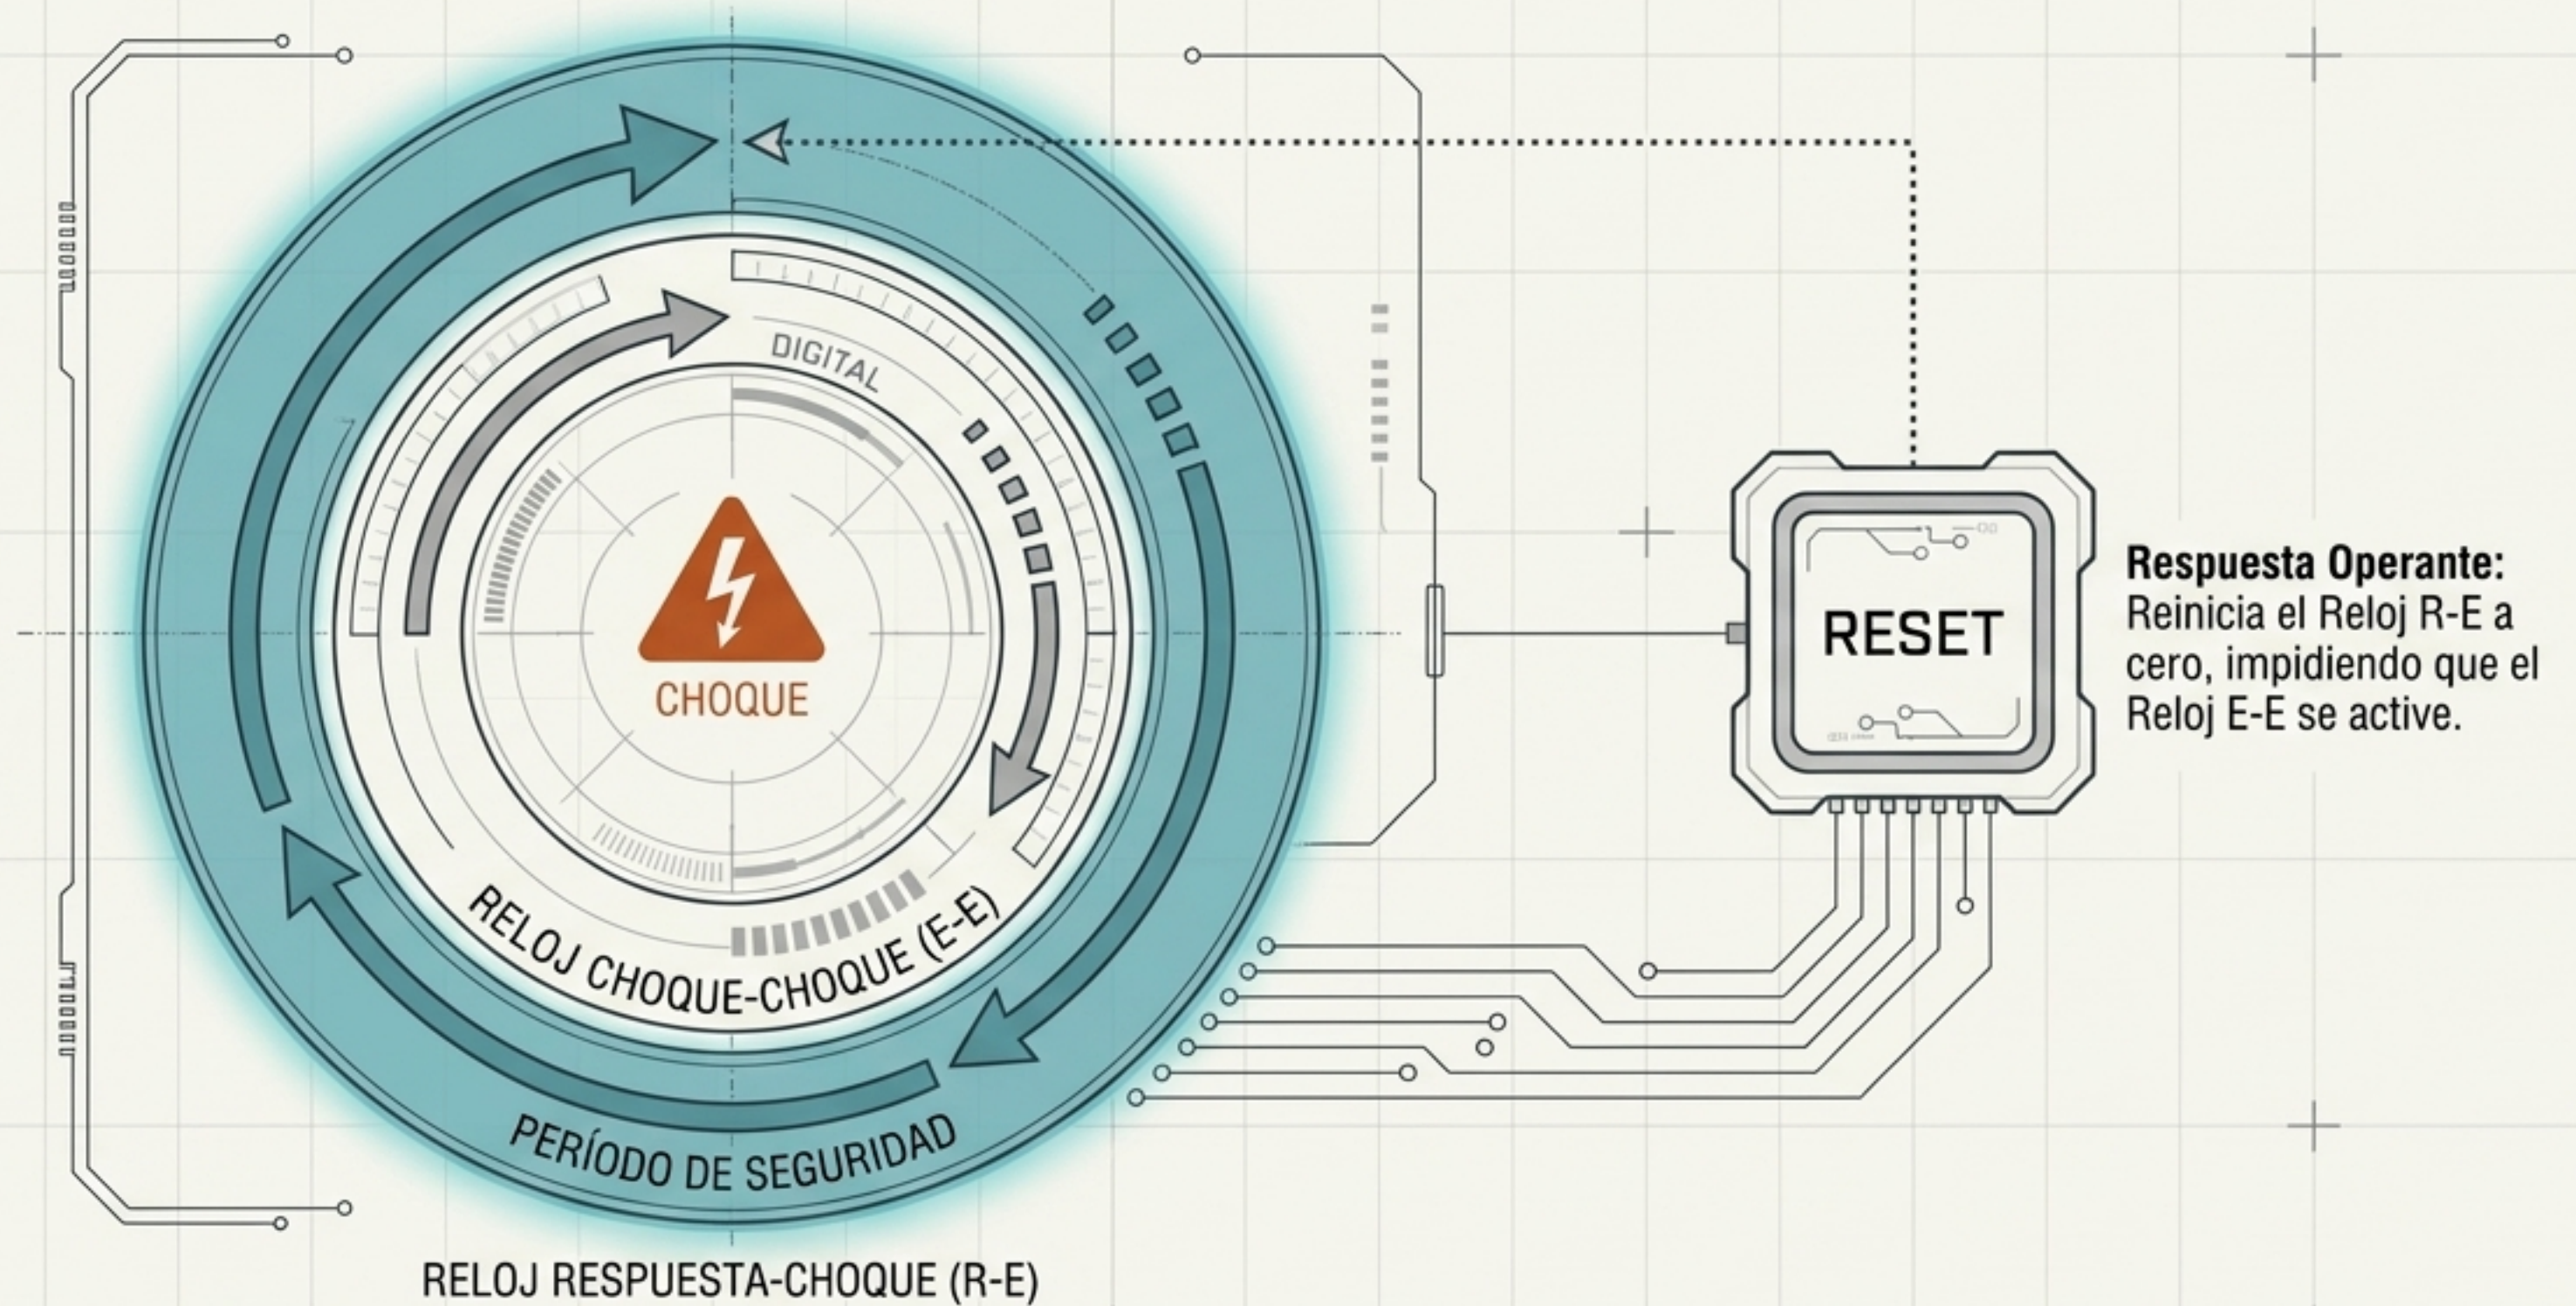 DIGITAL
CHOQUE
RELOJ CHOQUE-CHOQUE (E-E)
PERÍODO DE SEGURIDAD
RELOJ RESPUESTA-CHOQUE (R-E)
RESET
Respuesta Operante:
Reinicia el Reloj R-E a
cero, impidiendo que el
Reloj E-E se active.